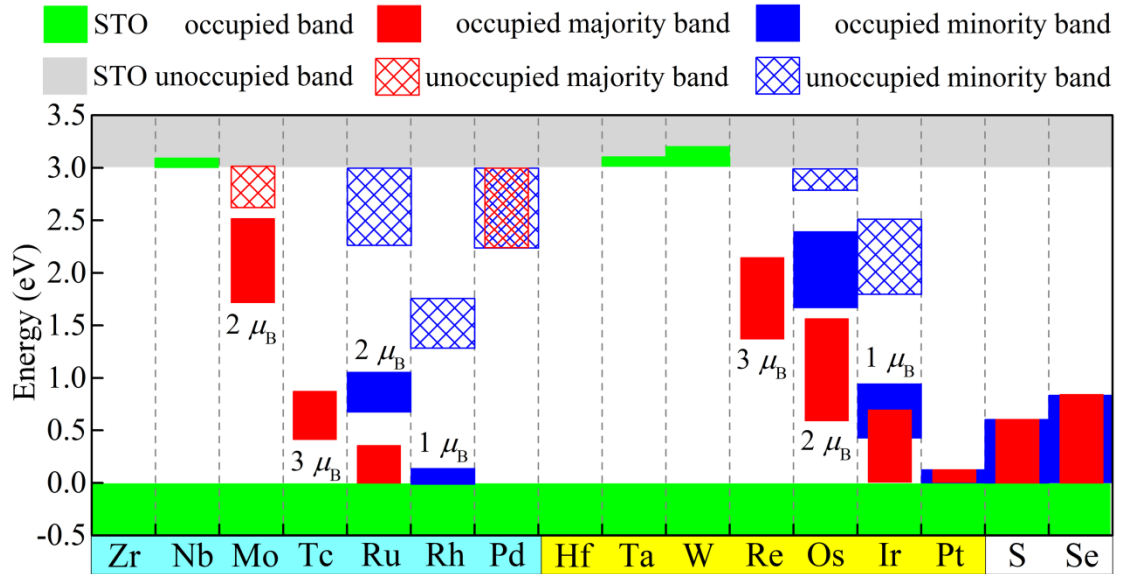 STO occupied band occupied majority band occupied minority band
STO unoccupied band unoccupied majority band unoccupied minority band
Energy (eV)
3.5
3.0
2.5
2.0
1.5
1.0
0.5
0.0
-0.5
2 μB
3 μB
2 μB
1 μB
3 μB
2 μB
1 μB
Zr Nb Mo Tc Ru Rh Pd Hf Ta W Re Os Ir Pt S Se